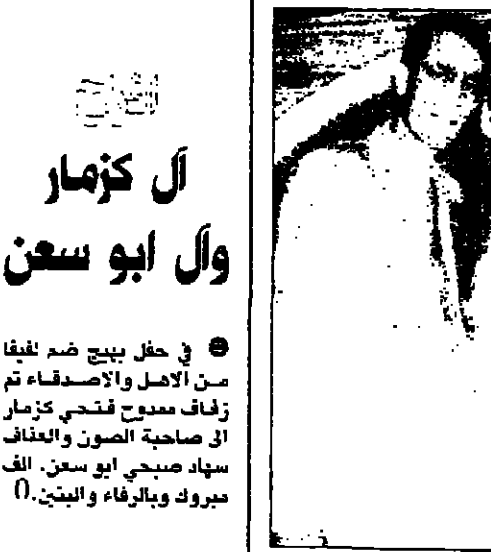 آل كزمار
وآل ابو سعن
في حفل بهيج ضم لفيفا
من الاهل والاصدقاء تم
زفاف ممدوح فتحي كزمار
الى صاحبة الصون والعفاف
سهاد صبحي ابو سعن. الف
مبروك وبالرفاء والبنين.()